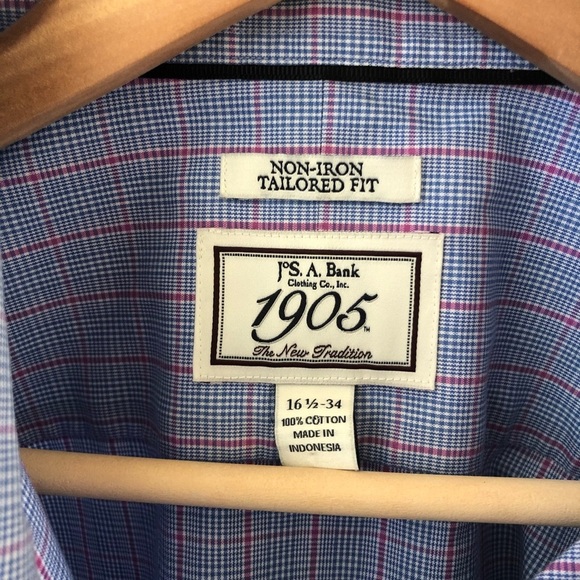 NON-IRON
TAILORED FIT
JoS. A. Bank
Clothing Co., Inc.
1905 TM
The New Tradition
16 ½-34
100% COTTON
MADE IN
INDONESIA